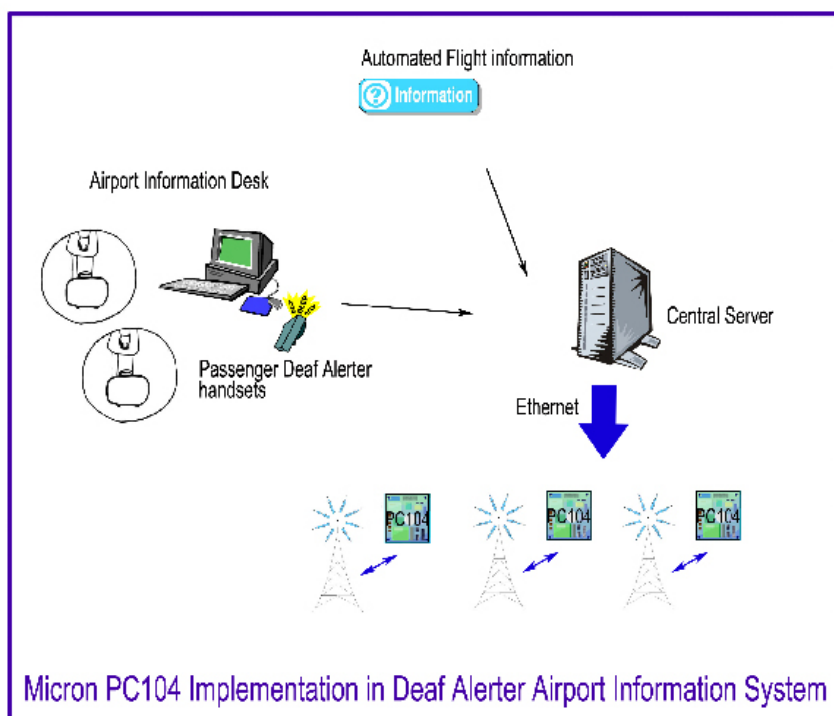 Automated Flight information
? Information
Airport Information Desk
BEEP
Central Server
Passenger Deaf Alerter
handsets
Ethernet
PC104
PC104
PC104
Micron PC104 Implementation in Deaf Alerter Airport Information System